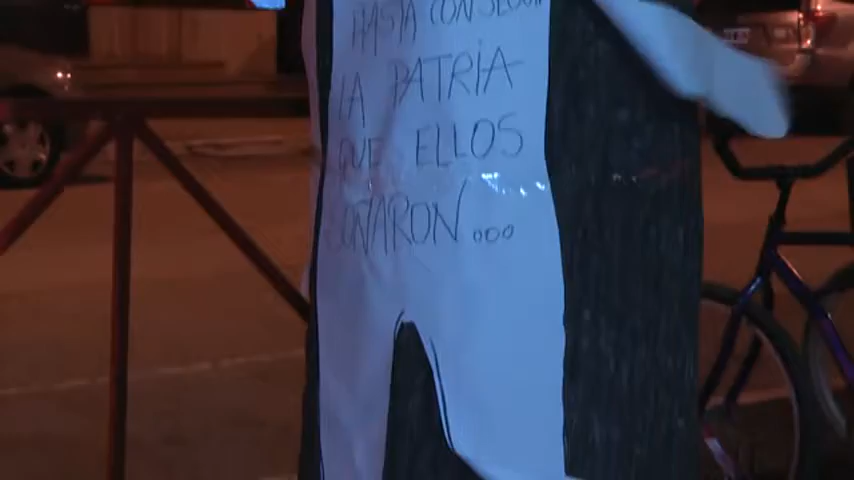 HASTA CONSEGUIR
LA PATRIA
QUE ELLOS
SOÑARON...